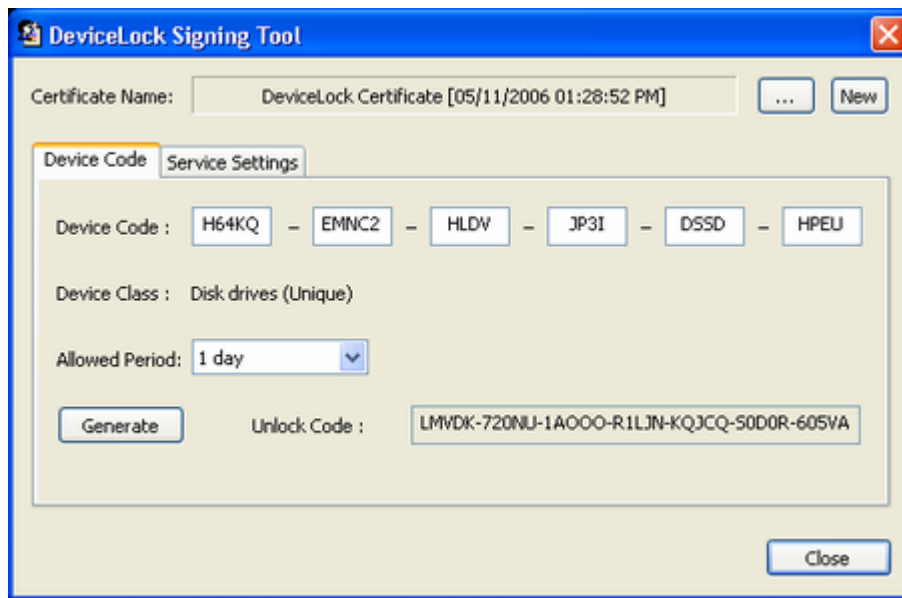 DeviceLock Signing Tool
Certificate Name: DeviceLock Certificate [05/11/2006 01:28:52 PM] ... New
Device Code Service Settings
Device Code : H64KQ – EMNC2 – HLDV – JP3I – DSSD – HPEU
Device Class : Disk drives (Unique)
Allowed Period: 1 day
Generate Unlock Code : LMVDK-720NU-1AOOO-R1LJN-KQJCQ-S0D0R-605VA
Close